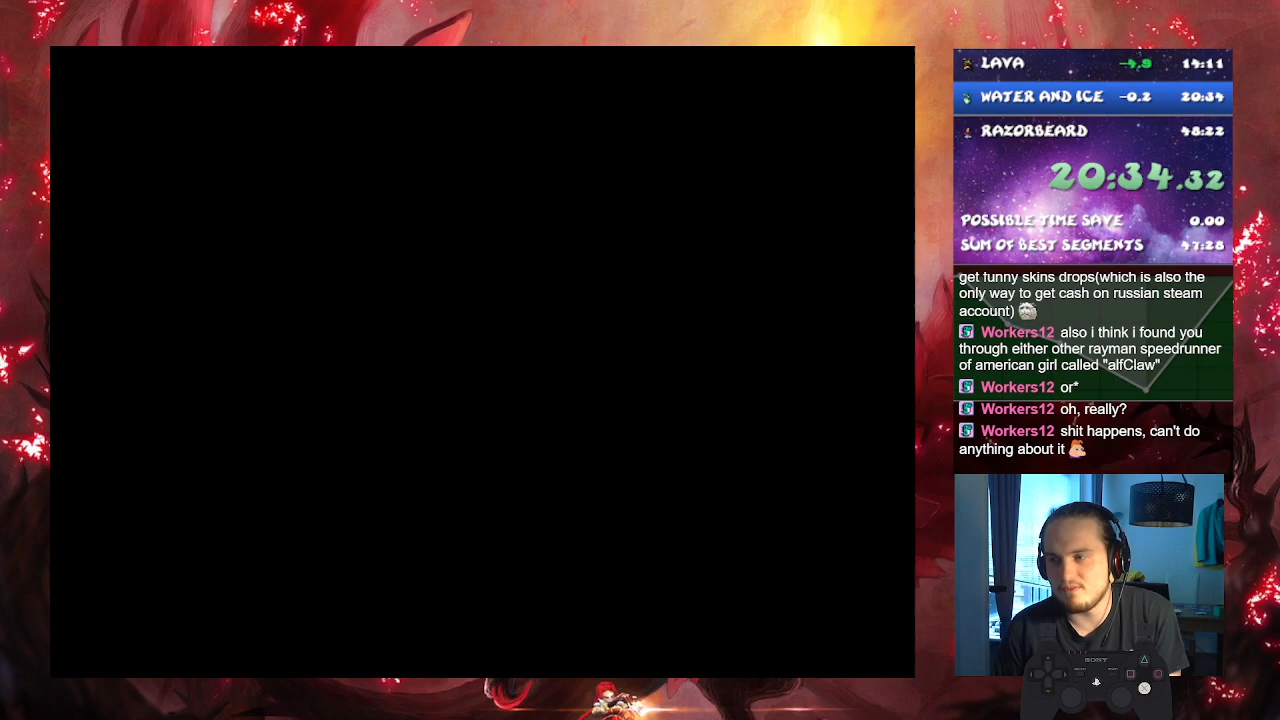 LAVA -4.9 14:11
WATER AND ICE -0.2 20:34
RAZORBEARD 48:22
20:34.32
POSSIBLE TIME SAVE 0.00
SUM OF BEST SEGMENTS 47:28
get funny skins drops(which is also the
only way to get cash on russian steam
account)
Workers12 also i think i found you
through either other rayman speedrunner
of american girl called "alfClaw"
Workers12 or*
Workers12 oh, really?
Workers12 shit happens, can't do
anything about it
SONY